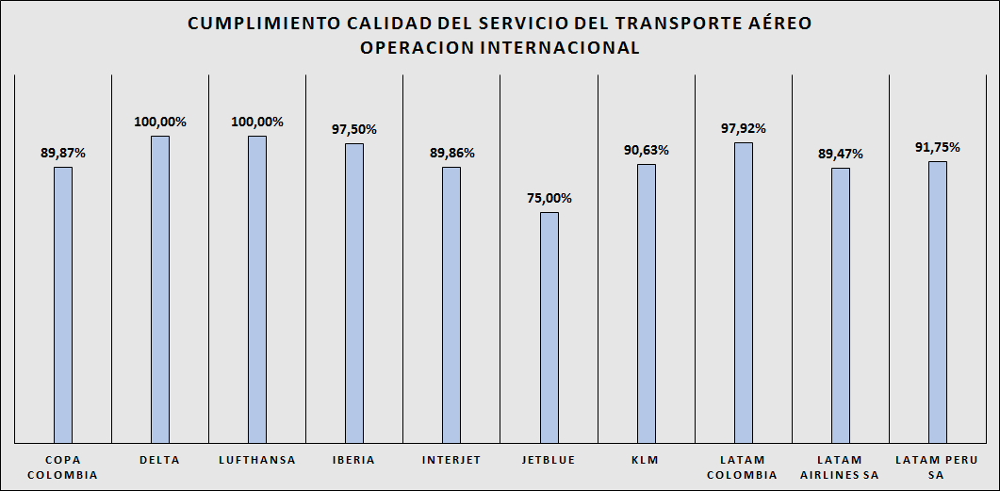 CUMPLIMIENTO CALIDAD DEL SERVICIO DEL TRANSPORTE AÉREO
OPERACION INTERNACIONAL
89,87%
100,00%
100,00%
97,50%
89,86%
75,00%
90,63%
97,92%
89,47%
91,75%
COPA
COLOMBIA
DELTA
LUFTHANSA
IBERIA
INTERJET
JETBLUE
KLM
LATAM
COLOMBIA
LATAM
AIRLINES SA
LATAM PERU
SA